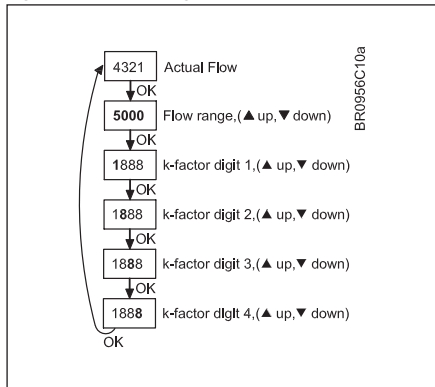 4321 Actual Flow
OK
5000 Flow range,(▲ up,▼ down)
OK
1888 k-factor digit 1,(▲ up,▼ down)
OK
1888 k-factor digit 2,(▲ up,▼ down)
OK
1888 k-factor digit 3,(▲ up,▼ down)
OK
1888 k-factor digit 4,(▲ up,▼ down)
OK
BR0956C10a